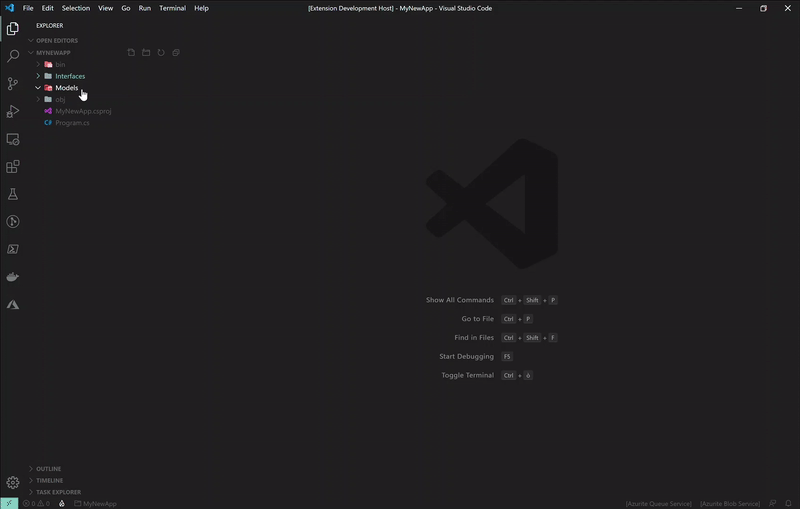 File Edit Selection View Go Run Terminal Help
[Extension Development Host] - MyNewApp - Visual Studio Code
EXPLORER
OPEN EDITORS
MYNEWAPP
bin
Interfaces
Models
obj
MyNewApp.csproj
C# Program.cs
Show All Commands Ctrl + Shift + P
Go to File Ctrl + P
Find in Files Ctrl + Shift + F
Start Debugging F5
Toggle Terminal Ctrl + è
OUTLINE
TIMELINE
TASK EXPLORER
0 0 MyNewApp [Azurite Queue Service] [Azurite Blob Service]